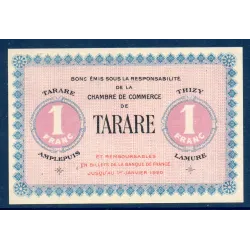 BON ÉMIS SOUS LA RESPONSABILITÉ
DE LA
CHAMBRE DE COMMERCE
DE
TARARE
TARARE
1
FRANC
AMPLEPUIS
THIZY
1
FRANC
LAMURE
ET REMBOURSABLES
EN BILLETS DE LA BANQUE DE FRANCE
JUSQU'AU 1ER JANVIER 1920